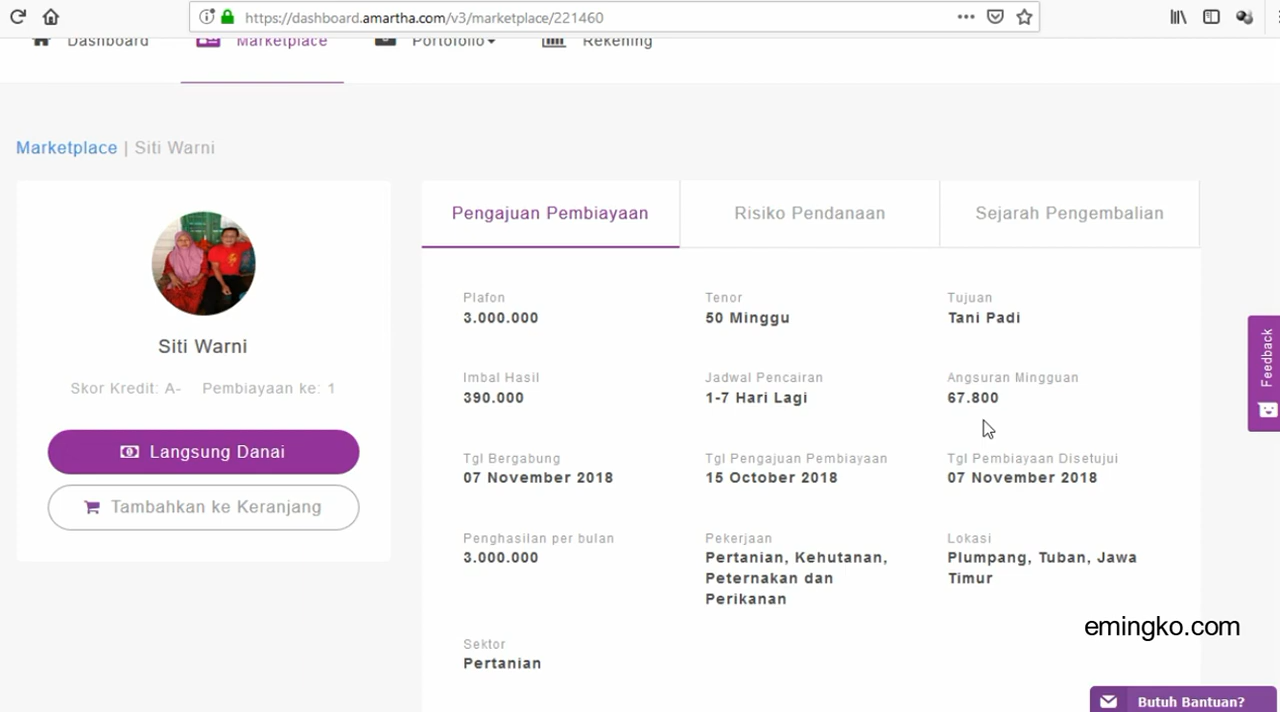 https://dashboard.amartha.com/v3/marketplace/221460
Dashboard Marketplace Portofolio Rekening
Marketplace | Siti Warni
Siti Warni
Skor Kredit: A- Pembiayaan ke: 1
Langsung Danai
Tambahkan ke Keranjang
Pengajuan Pembiayaan Risiko Pendanaan Sejarah Pengembalian
Plafon Tenor Tujuan
3.000.000 50 Minggu Tani Padi
Imbal Hasil Jadwal Pencairan Angsuran Mingguan
390.000 1-7 Hari Lagi 67.800
Tgl Bergabung Tgl Pengajuan Pembiayaan Tgl Pembiayaan Disetujui
07 November 2018 15 October 2018 07 November 2018
Penghasilan per bulan Pekerjaan Lokasi
3.000.000 Pertanian, Kehutanan, Plumpang, Tuban, Jawa
Peternakan dan Timur
Perikanan
Sektor
Pertanian
Feedback
emingko.com
Butuh Bantuan?